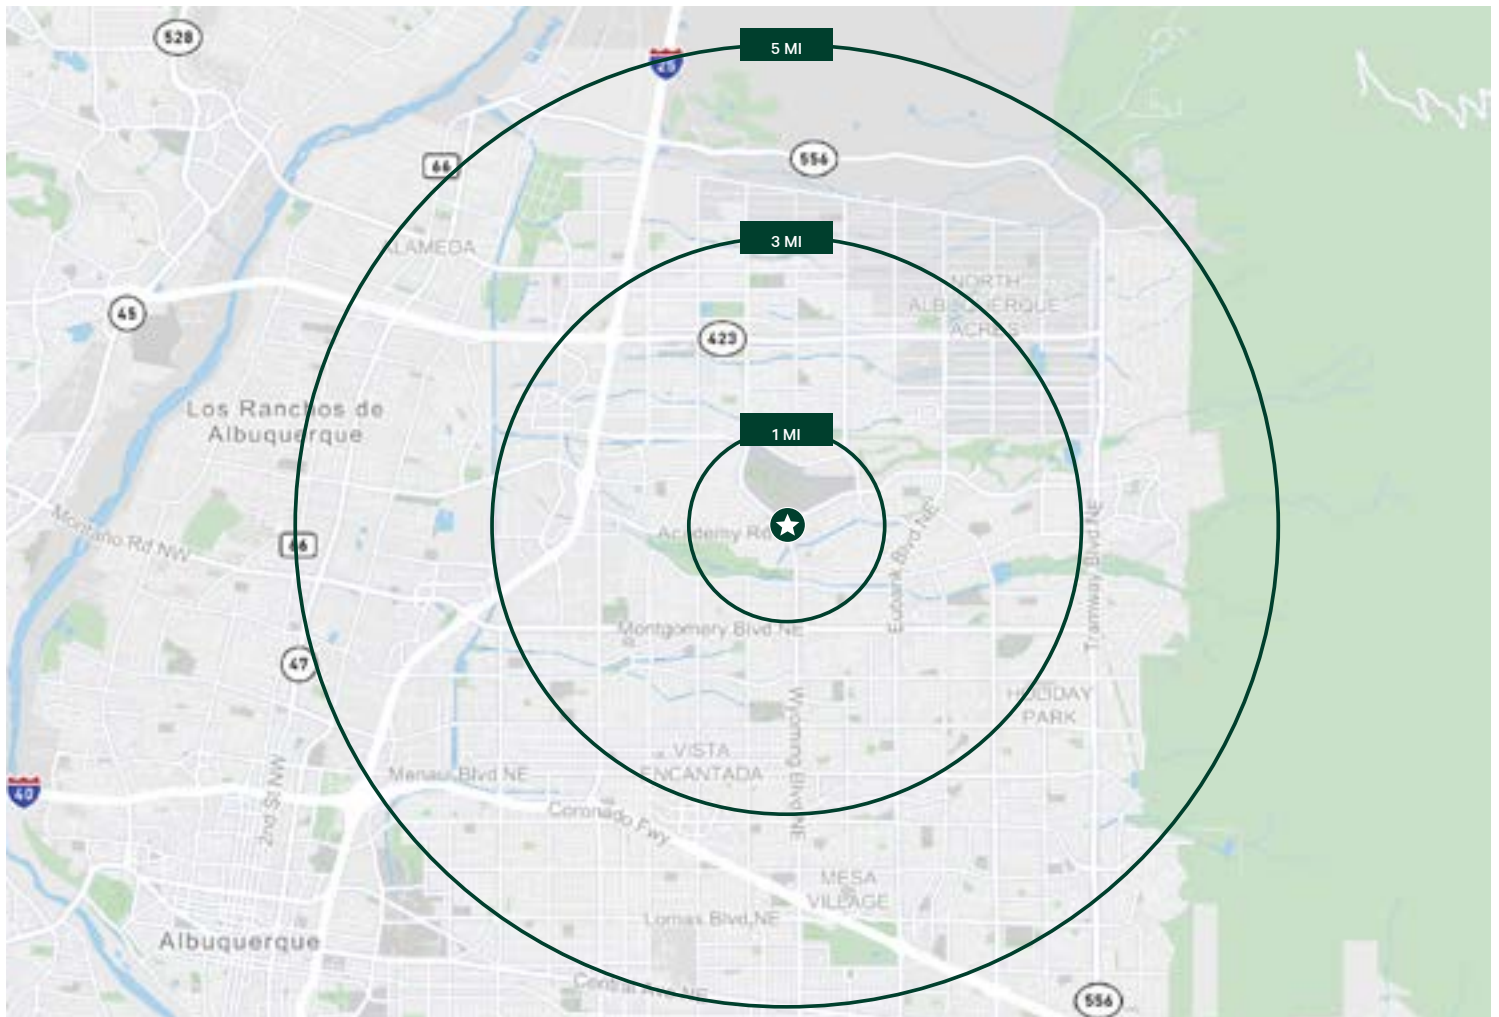 528
5 MI
25
556
66
ALAMEDA
3 MI
NORTH
ALBUQUERQUE
ACRES
45
423
Los Ranchos de
Albuquerque
1 MI
Montaño Rd NW
66
Academy Rd
Eubank Blvd NE
Tramway Blvd NE
Montgomery Blvd NE
47
HOLIDAY
PARK
Wyoming Blvd NE
VISTA
ENCANTADA
Menaul Blvd NE
40
2nd St NW
Coronado Fwy
MESA
VILLAGE
Lomas Blvd NE
Albuquerque
Central Ave NE
556